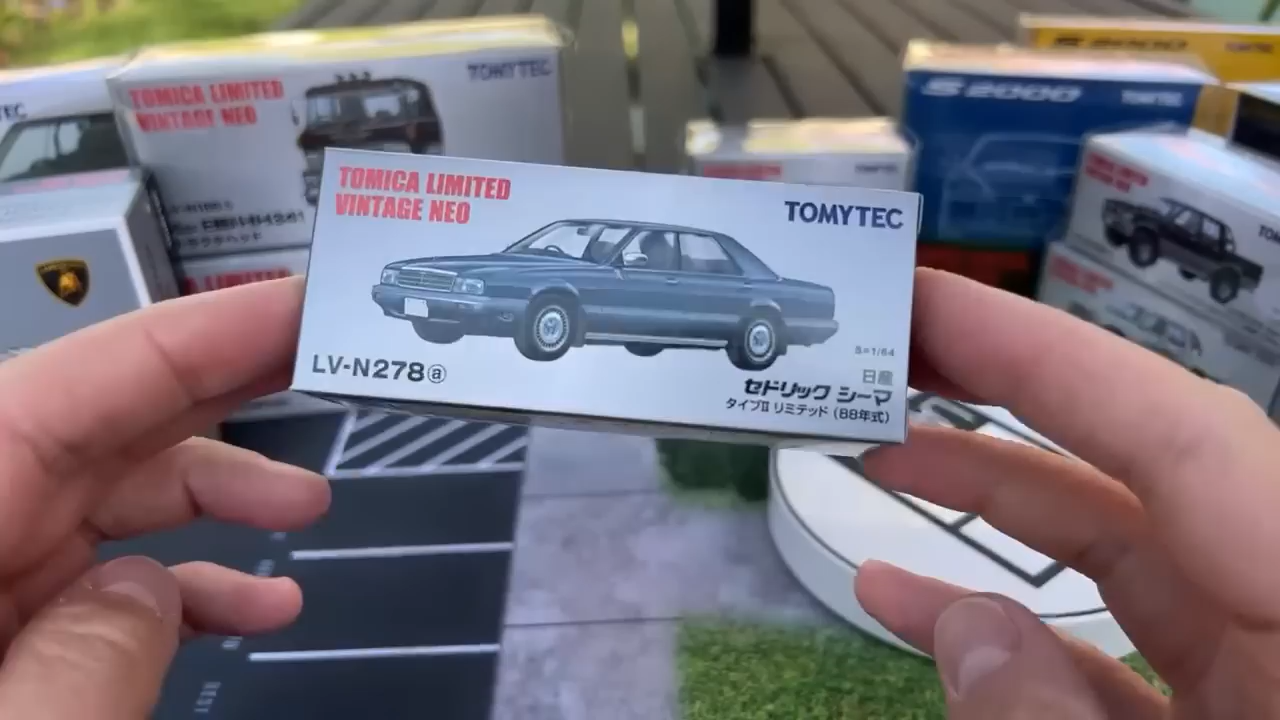 TOMICA LIMITED
VINTAGE NEO
TOMYTEC
LV-N278ⓐ
S=1/64
日産
セドリック シーマ
タイプⅡ リミテッド (88年式)
TOMICA LIMITED
VINTAGE NEO
TOMYTEC
S2000
TOMYTEC
S2000